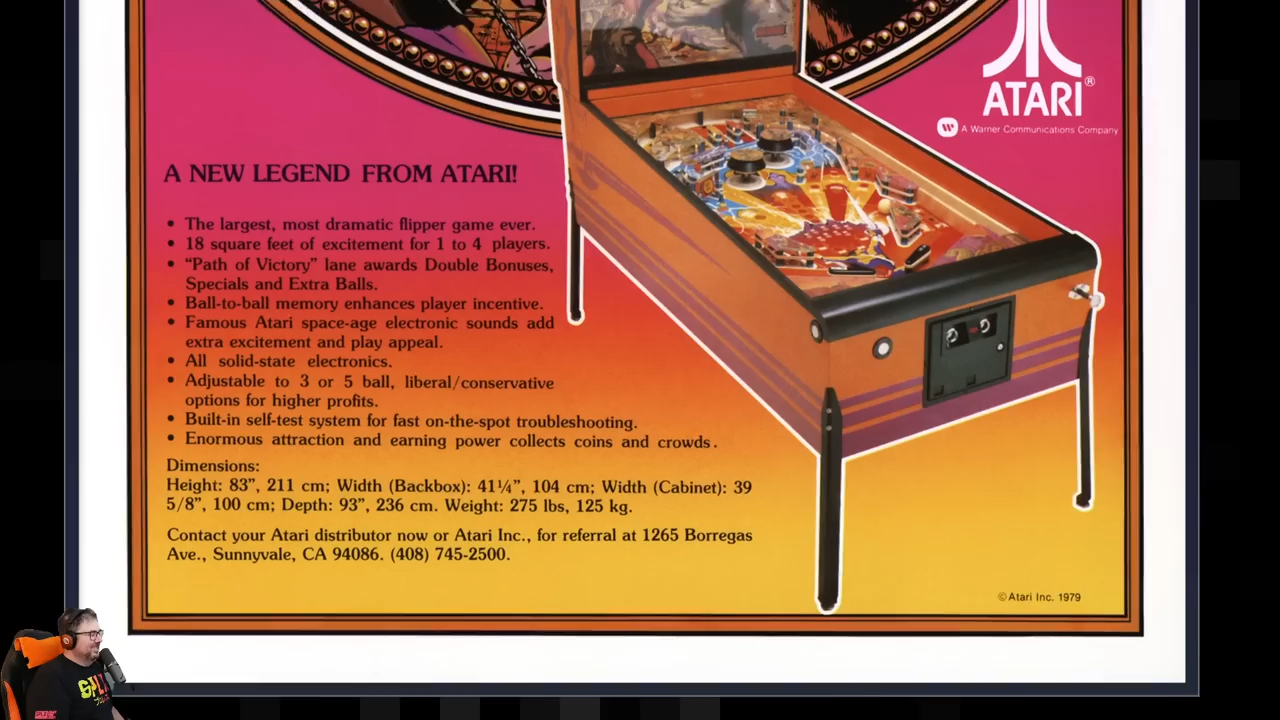 ATARI®
W A Warner Communications Company
A NEW LEGEND FROM ATARI!
• The largest, most dramatic flipper game ever.
• 18 square feet of excitement for 1 to 4 players.
• “Path of Victory” lane awards Double Bonuses,
Specials and Extra Balls.
• Ball-to-ball memory enhances player incentive.
• Famous Atari space-age electronic sounds add
extra excitement and play appeal.
• All solid-state electronics.
• Adjustable to 3 or 5 ball, liberal/conservative
options for higher profits.
• Built-in self-test system for fast on-the-spot troubleshooting.
• Enormous attraction and earning power collects coins and crowds.
Dimensions:
Height: 83”, 211 cm; Width (Backbox): 41¼”, 104 cm; Width (Cabinet): 39
5/8”, 100 cm; Depth: 93”, 236 cm. Weight: 275 lbs, 125 kg.
Contact your Atari distributor now or Atari Inc., for referral at 1265 Borregas
Ave., Sunnyvale, CA 94086. (408) 745-2500.
©Atari Inc. 1979